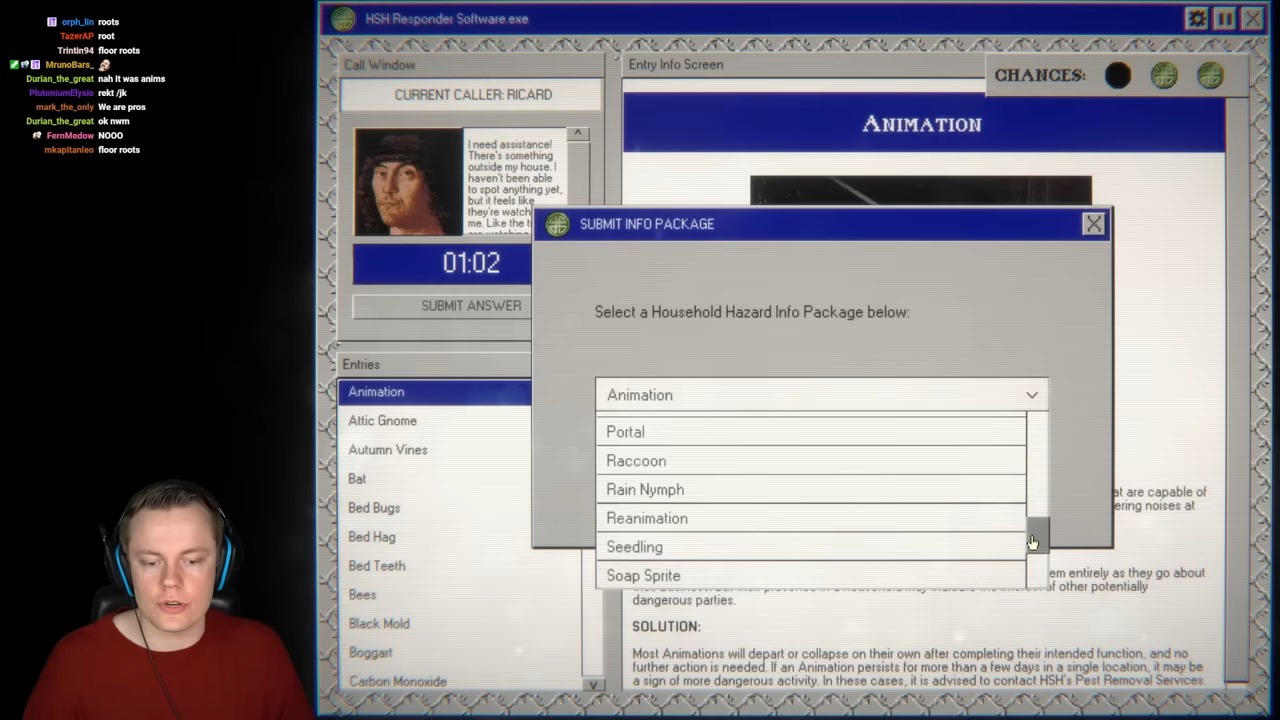 orph_lin roots
TazerAP root
Trintin94 floor roots
MrunoBars_
Durian_the_great nah it was anims
PlutoniumElysio rekt /jk
mark_the_only We are pros
Durian_the_great ok nwm
FernMedow NOOO
mkapitanleo floor roots
HSH Responder Software.exe
Call Window
CURRENT CALLER: RICARD
I need assistance!
There's something
outside my house. I
haven't been able
to spot anything yet,
but it feels like
they're watch
me. Like the
01:02
SUBMIT ANSWER
Entries
Animation
Attic Gnome
Autumn Vines
Bat
Bed Bugs
Bed Hag
Bed Teeth
Bees
Black Mold
Boggart
Carbon Monoxide
Entry Info Screen
CHANCES:
ANIMATION
SUBMIT INFO PACKAGE
Select a Household Hazard Info Package below:
Animation
Portal
Raccoon
Rain Nymph
Reanimation
Seedling
Soap Sprite
at are capable of
ering noises at
em entirely as they go about
of other potentially
dangerous parties.
SOLUTION:
Most Animations will depart or collapse on their own after completing their intended function, and no
further action is needed. If an Animation persists for more than a few days in a single location, it may be
a sign of more dangerous activity. In these cases, it is advised to contact HSH's Pest Removal Services.